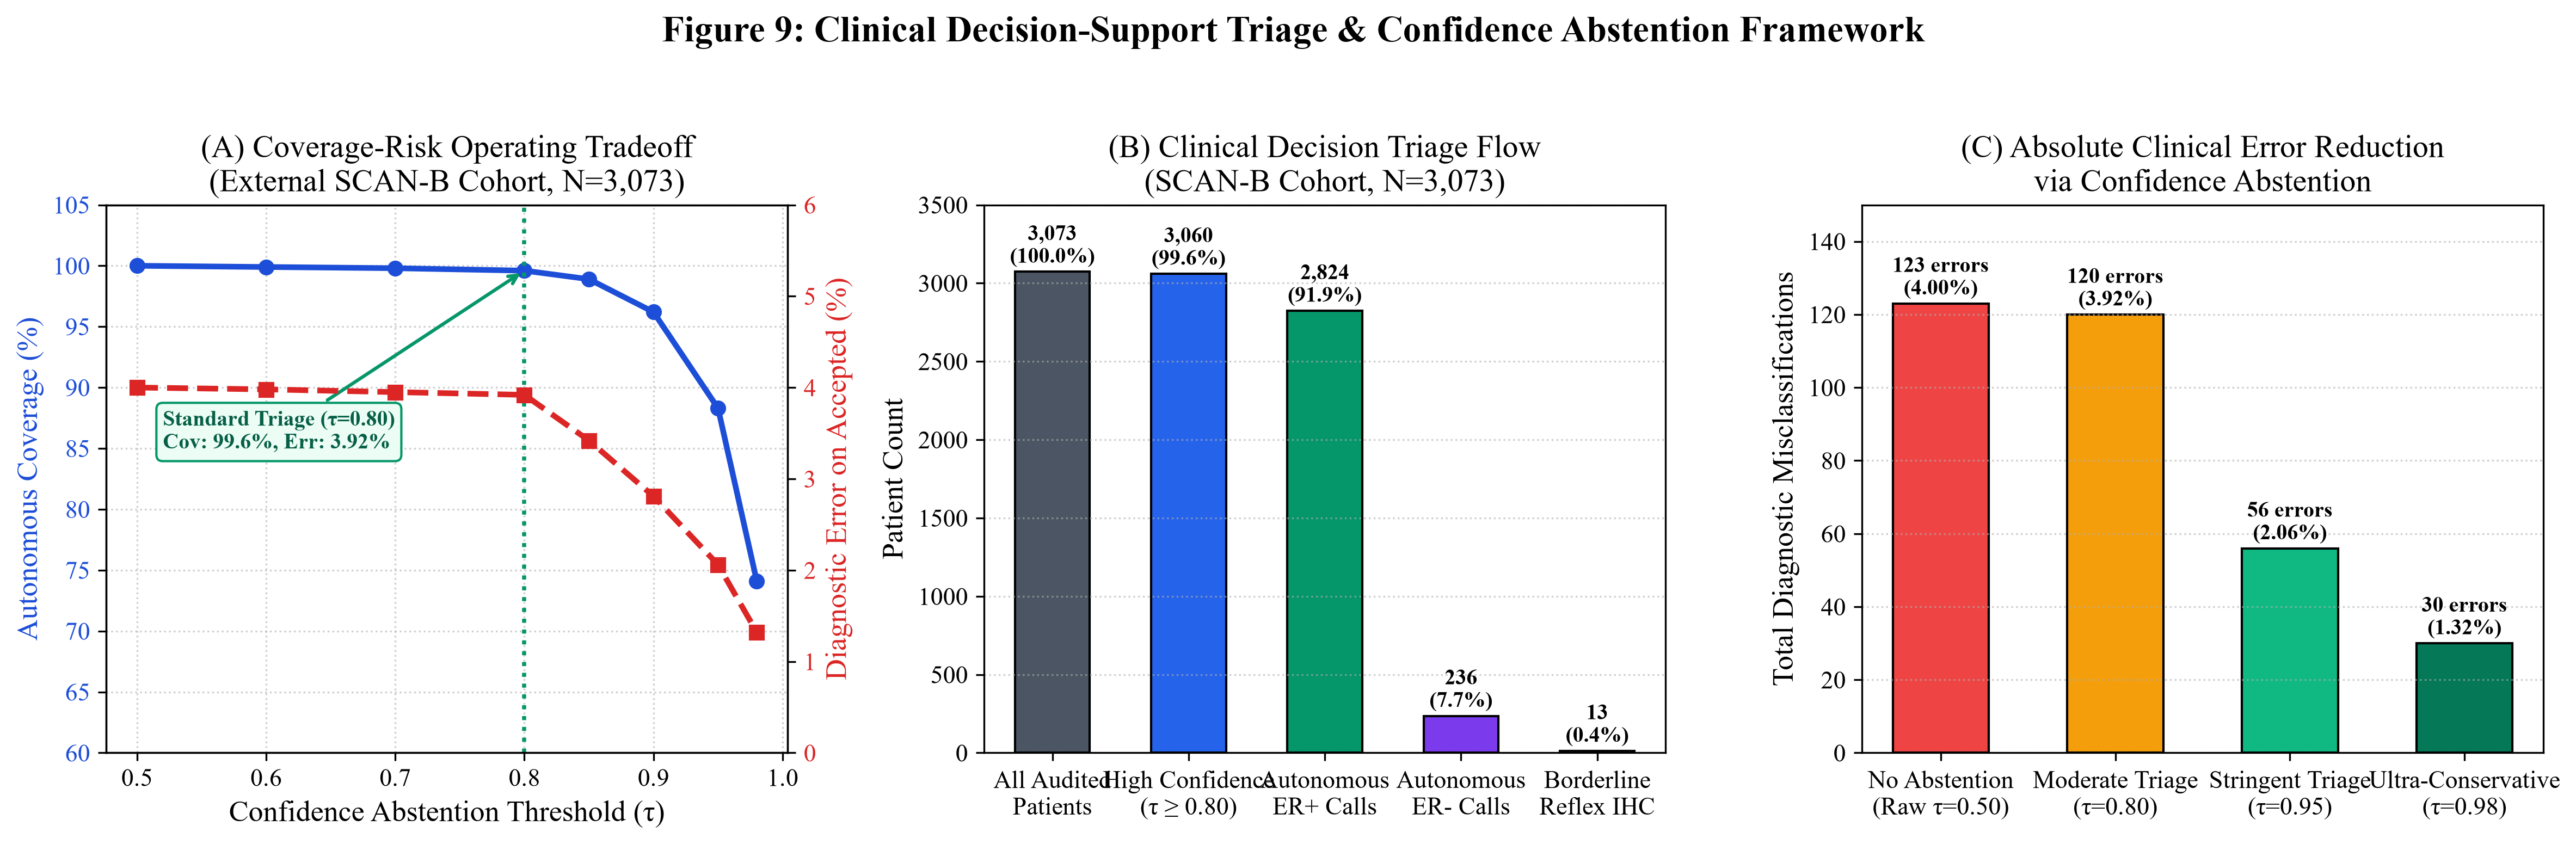 Figure 9: Clinical Decision-Support Triage & Confidence Abstention Framework
(A) Coverage-Risk Operating Tradeoff
(External SCAN-B Cohort, N=3,073)
Autonomous Coverage (%)
105
100
95
90
85
80
75
70
65
60
Standard Triage (τ=0.80)
Cov: 99.6%, Err: 3.92%
6
5
4
3
2
1
0
Diagnostic Error on Accepted (%)
0.5 0.6 0.7 0.8 0.9 1.0
Confidence Abstention Threshold (τ)
(B) Clinical Decision Triage Flow
(SCAN-B Cohort, N=3,073)
Patient Count
3500
3000
2500
2000
1500
1000
500
0
3,073
(100.0%)
3,060
(99.6%)
2,824
(91.9%)
236
(7.7%)
13
(0.4%)
All Audited
Patients
High Confidence
(τ ≥ 0.80)
Autonomous
ER+ Calls
Autonomous
ER- Calls
Borderline
Reflex IHC
(C) Absolute Clinical Error Reduction
via Confidence Abstention
Total Diagnostic Misclassifications
140
120
100
80
60
40
20
0
123 errors
(4.00%)
120 errors
(3.92%)
56 errors
(2.06%)
30 errors
(1.32%)
No Abstention
(Raw τ=0.50)
Moderate Triage
(τ=0.80)
Stringent Triage
(τ=0.95)
Ultra-Conservative
(τ=0.98)